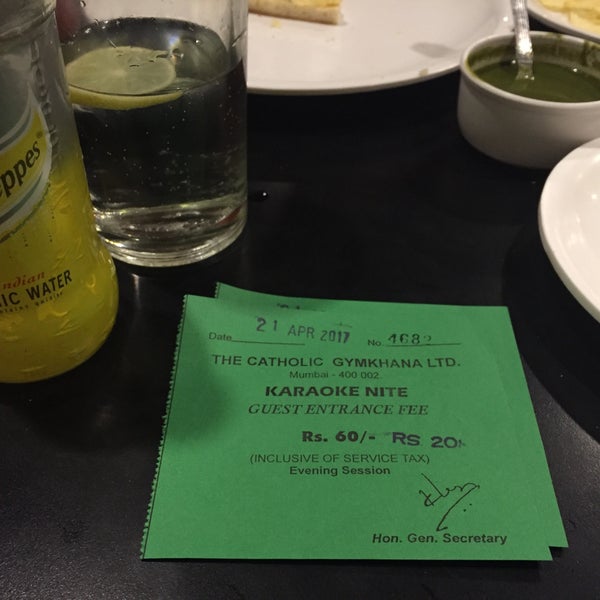 eppes
ndian
IC WATER
21 APR 2017
Date
No. 4682
THE CATHOLIC GYMKHANA LTD.
Mumbai - 400 002.
KARAOKE NITE
GUEST ENTRANCE FEE
Rs. 60/- RS 20/-
(INCLUSIVE OF SERVICE TAX)
Evening Session
Hon. Gen. Secretary